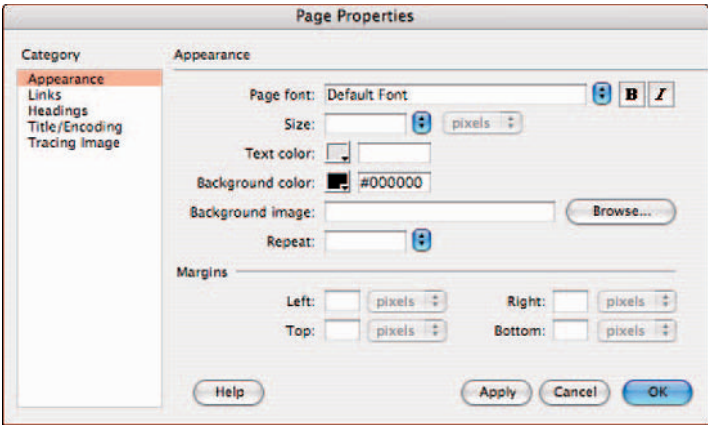 Page Properties
Category
Appearance
Links
Headings
Title/Encoding
Tracing Image
Appearance
Page font: Default Font B I
Size: pixels
Text color:
Background color: #000000
Background image: Browse...
Repeat:
Margins
Left: pixels Right: pixels
Top: pixels Bottom: pixels
Help Apply Cancel OK